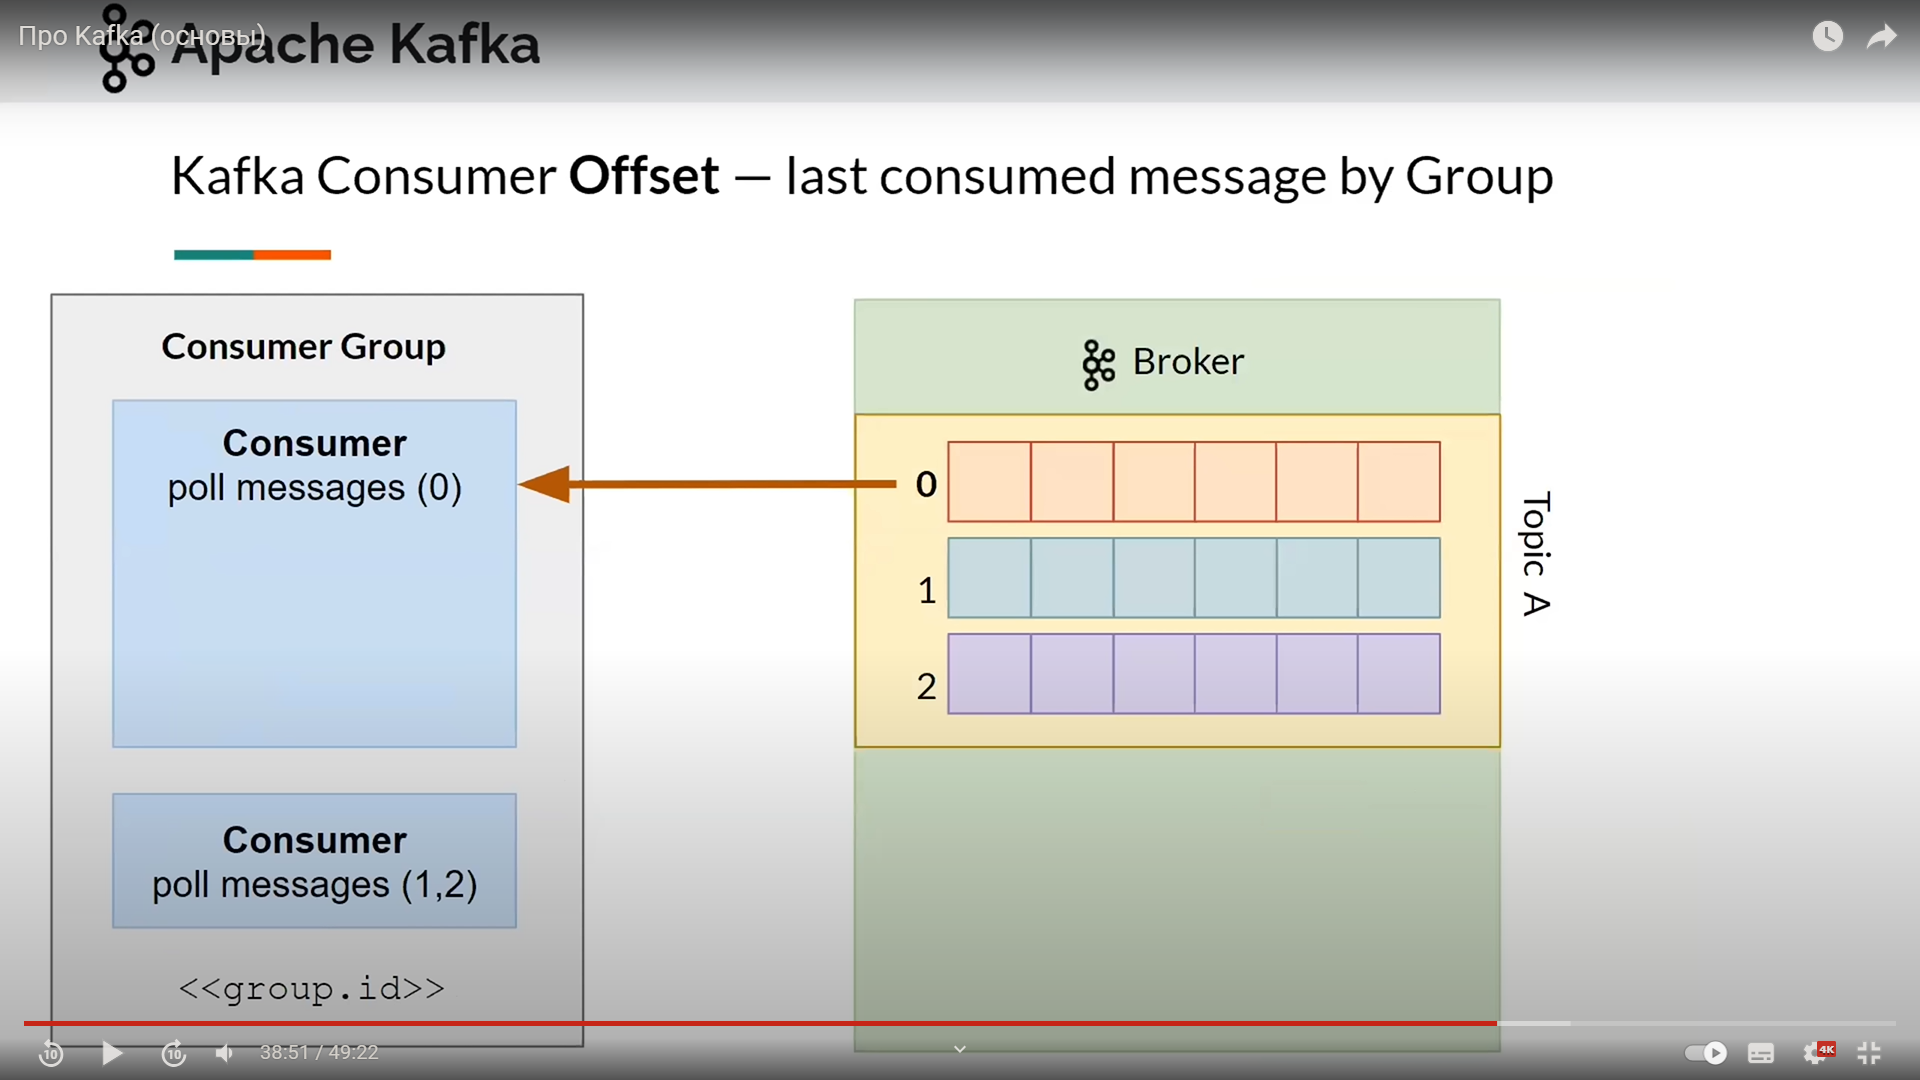 Про Kafka (основы)
Apache Kafka
Kafka Consumer Offset — last consumed message by Group
Consumer Group
Consumer
poll messages (0)
Consumer
poll messages (1,2)
<<group.id>>
Broker
0
1
2
Topic A
10
10
38:51 / 49:22
4K